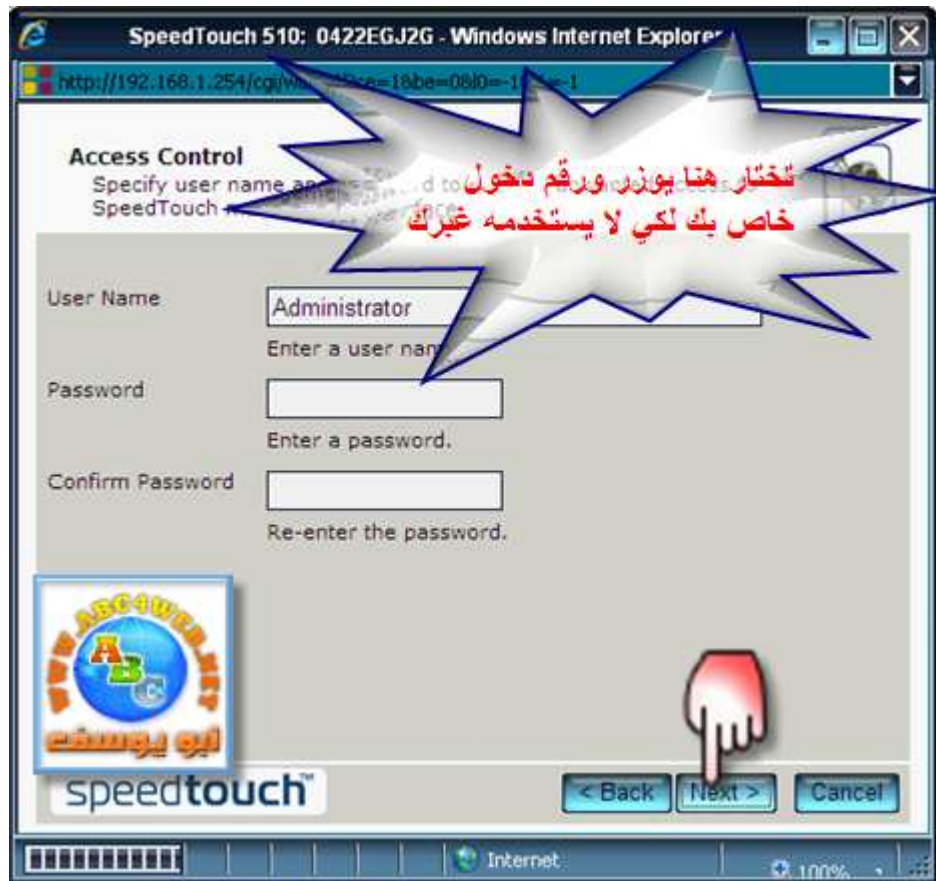 SpeedTouch 510: 0422EGJ2G - Windows Internet Explorer
http://192.168.1.254/cgi/
Access Control
Specify user name
SpeedTouch
تختار هنا يوزر ورقم دخول
خاص بك لكي لا يستخدمه غيرك
User Name
Administrator
Enter a user
Password
Enter a password.
Confirm Password
Re-enter the password.
WWW.ABC4WEB.NET
ABC
أبو يوسف
speedtouch™
< Back
Next >
Cancel
Internet
100%